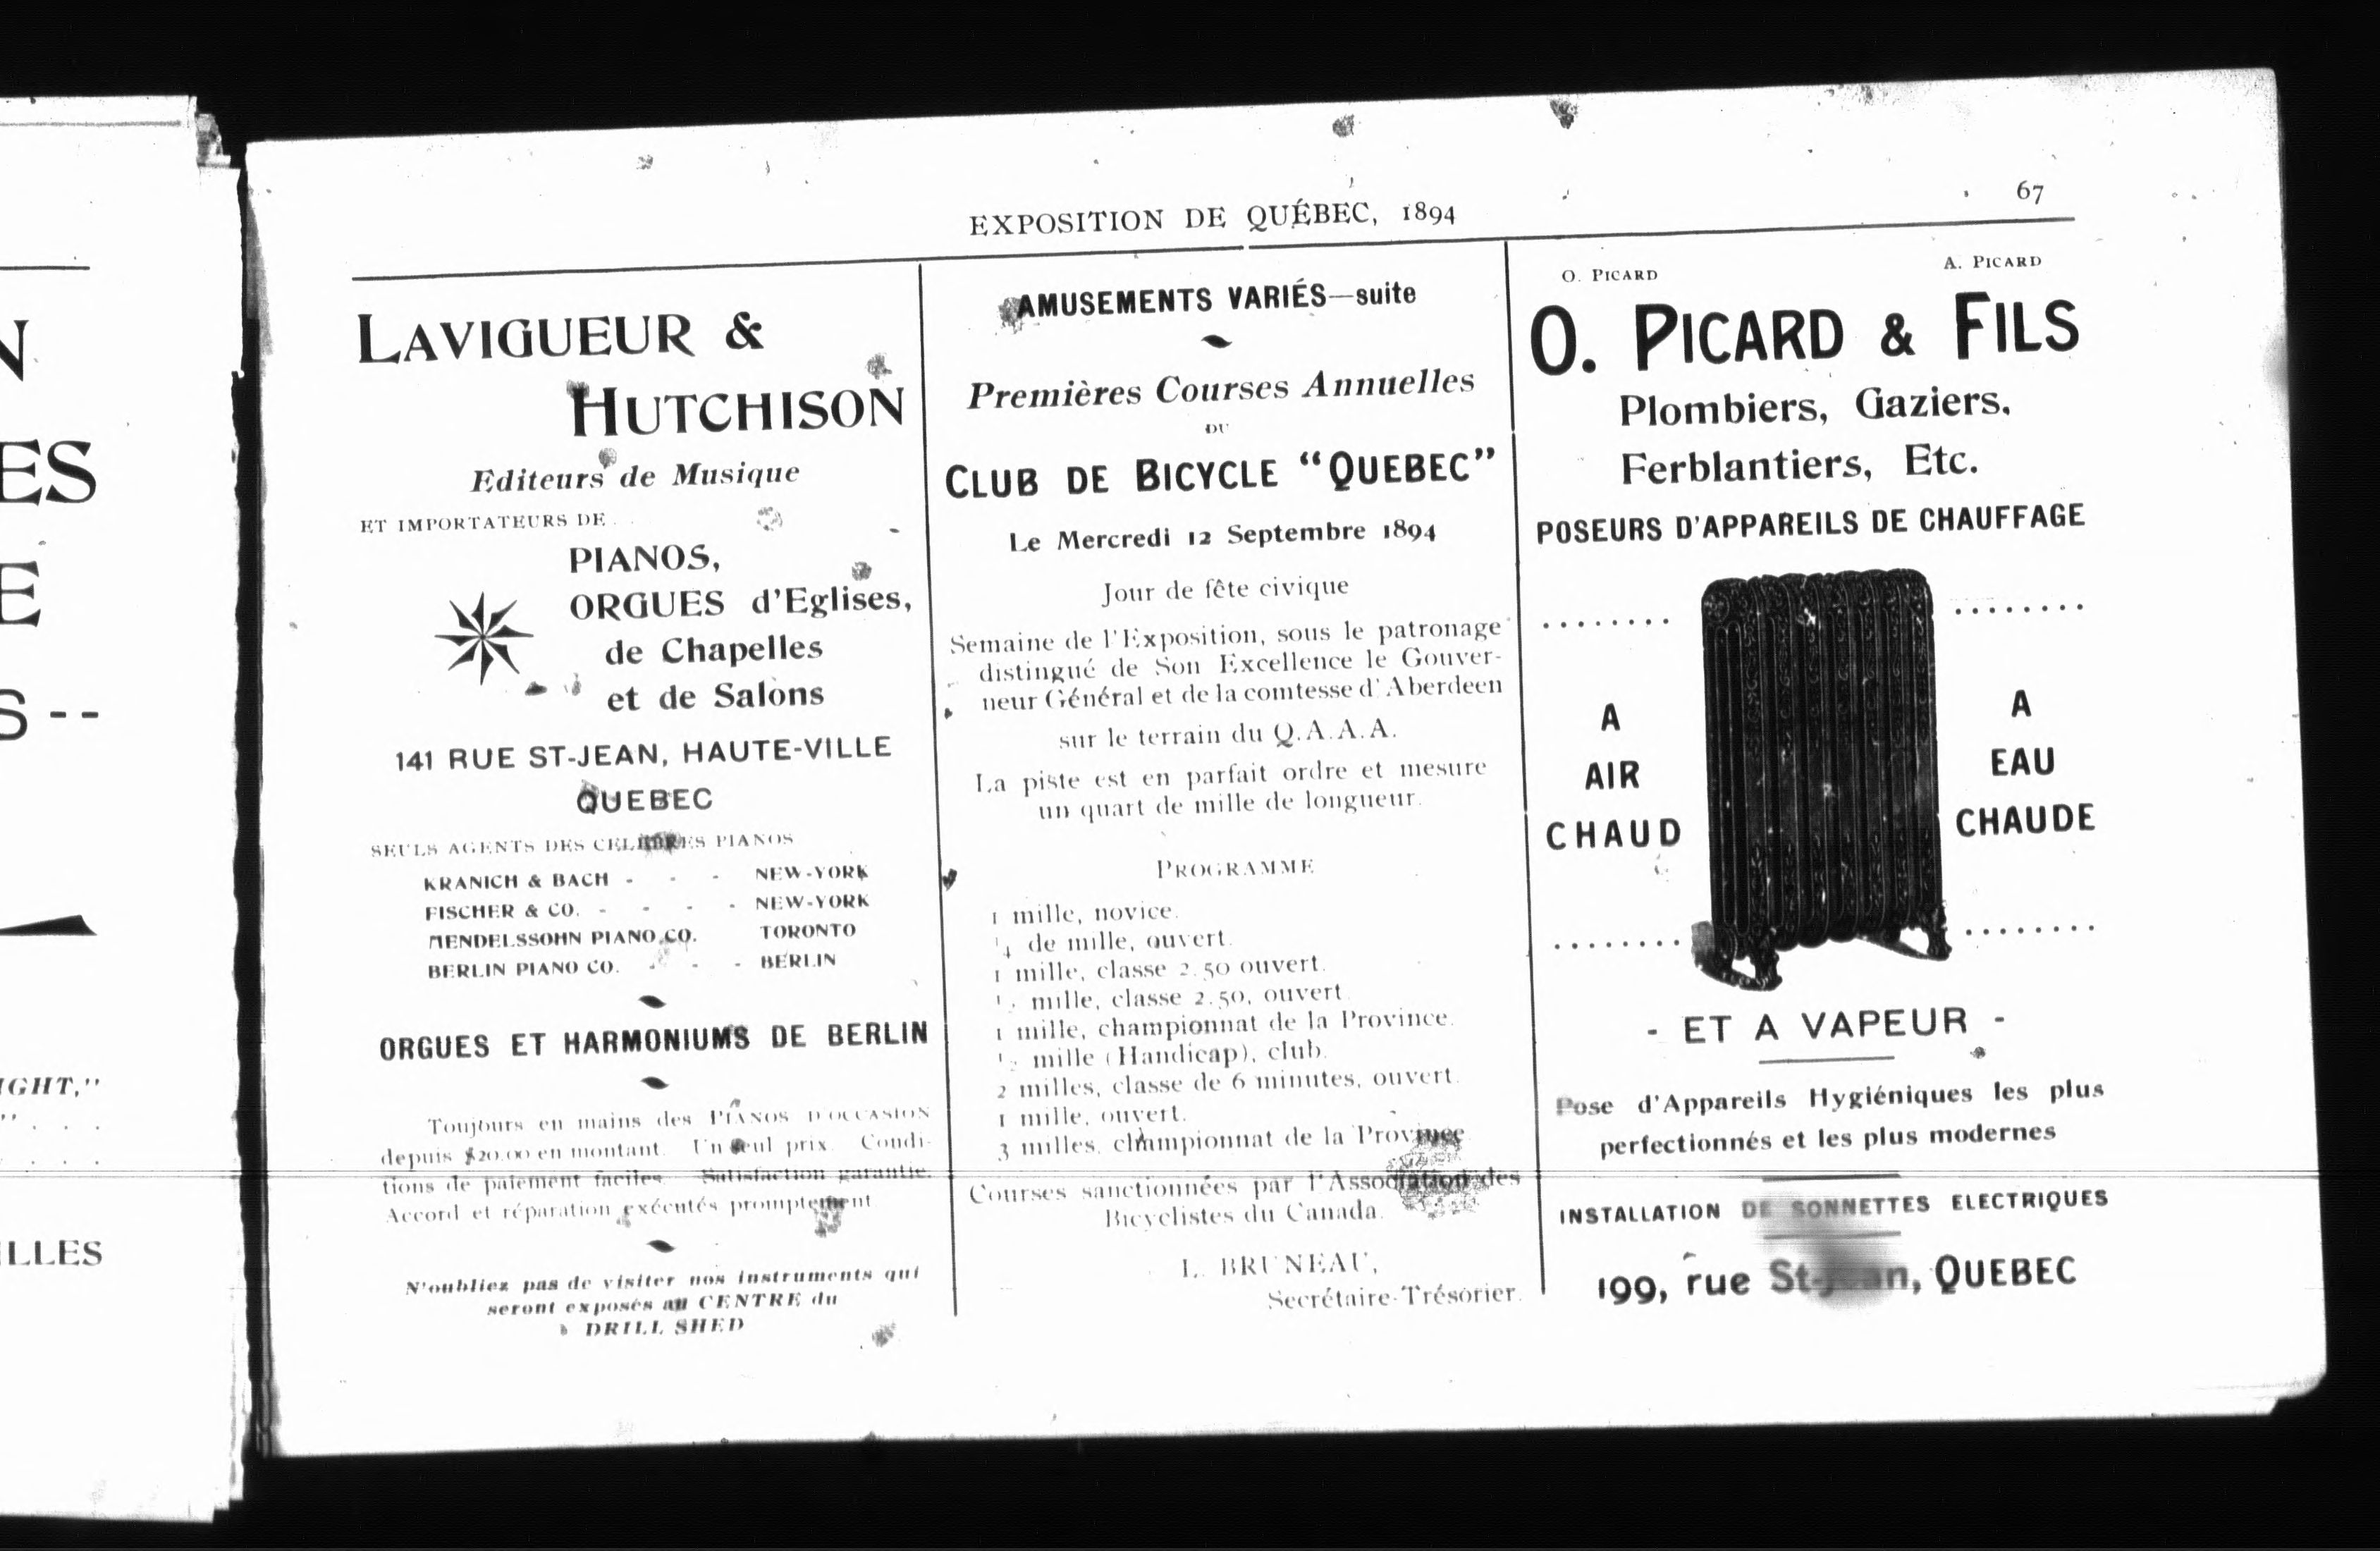 EXPOSITION DE QUÉBEC, 1894
67
LAVIGUEUR &
HUTCHISON
Editeurs de Musique
ET IMPORTATEURS DE
PIANOS,
ORGUES d'Eglises,
de Chapelles
et de Salons
141 RUE ST-JEAN, HAUTE-VILLE
QUEBEC
SEULS AGENTS DES CELEBRES PIANOS
KRANICH & BACH - - - NEW-YORK
FISCHER & CO. - - - - NEW-YORK
MENDELSSOHN PIANO CO. TORONTO
BERLIN PIANO CO. - - - BERLIN
ORGUES ET HARMONIUMS DE BERLIN
Toujours en mains des PIANOS D'OCCASION
depuis $20.00 en montant. Un seul prix. Condi-
tions de paiement faciles. Satisfaction garantie.
Accord et réparation exécutés promptement
N'oubliez pas de visiter nos instruments qui
seront exposés au CENTRE du
DRILL SHED
AMUSEMENTS VARIÉS—suite
Premières Courses Annuelles
DU
CLUB DE BICYCLE "QUEBEC"
Le Mercredi 12 Septembre 1894
Jour de fête civique
Semaine de l'Exposition, sous le patronage
distingué de Son Excellence le Gouver-
neur Général et de la comtesse d'Aberdeen
sur le terrain du Q.A.A.A.
La piste est en parfait ordre et mesure
un quart de mille de longueur.
PROGRAMME
1 mille, novice.
¼ de mille, ouvert.
1 mille, classe 2.50 ouvert.
mille, classe 2.50, ouvert
1 mille, championnat de la Province.
½ mille (Handicap), club.
2 milles, classe de 6 minutes, ouvert.
1 mille, ouvert.
3 milles, championnat de la Province
Courses sanctionnées par l'Association des
Bicyclistes du Canada.
L. BRUNEAU,
Secrétaire-Trésorier.
O. PICARD A. PICARD
O. PICARD & FILS
Plombiers, Gaziers,
Ferblantiers, Etc.
POSEURS D'APPAREILS DE CHAUFFAGE
A
AIR
CHAUD
A
EAU
CHAUDE
- ET A VAPEUR -
Pose d'Appareils Hygiéniques les plus
perfectionnés et les plus modernes
INSTALLATION DE SONNETTES ELECTRIQUES
199, rue St-Jean, QUEBEC
N
ES
E
S--
IGHT,"
ILLES